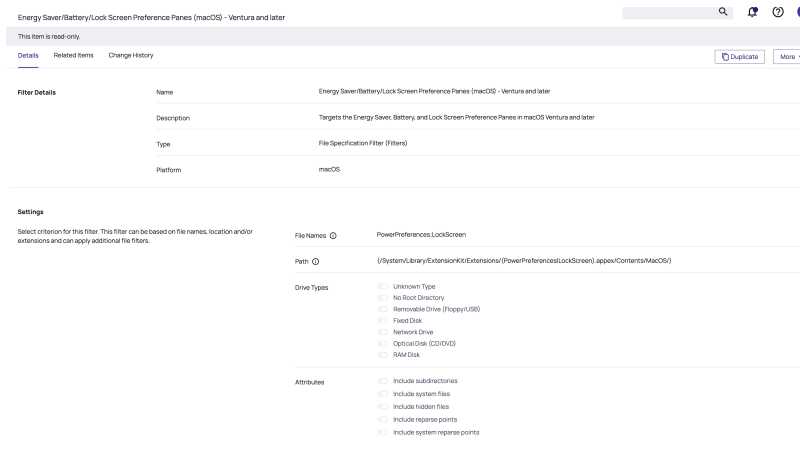 Energy Saver/Battery/Lock Screen Preference Panes (macOS) - Ventura and later
This item is read-only.
Details Related Items Change History Duplicate More
Filter Details Name Energy Saver/Battery/Lock Screen Preference Panes (macOS) - Ventura and later
Description Targets the Energy Saver, Battery, and Lock Screen Preference Panes in macOS Ventura and later
Type File Specification Filter (Filters)
Platform macOS
Settings
Select criterion for this filter. This filter can be based on file names, location and/or
extensions and can apply additional file filters.
File Names PowerPreferences;LockScreen
Path (/System/Library/ExtensionKit/Extensions/(PowerPreferences|LockScreen).appex/Contents/MacOS/)
Drive Types Unknown Type
No Root Directory
Removable Drive (Floppy/USB)
Fixed Disk
Network Drive
Optical Disk (CD/DVD)
RAM Disk
Attributes Include subdirectories
Include system files
Include hidden files
Include reparse points
Include system reparse points